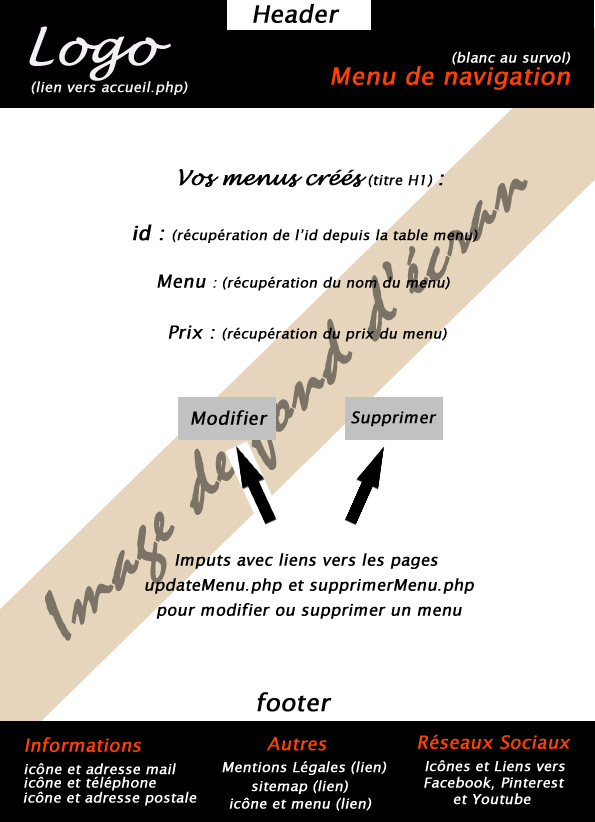 Header
Logo
(lien vers accueil.php)
(blanc au survol)
Menu de navigation
Vos menus créés (titre H1) :
id : (récupération de l'id depuis la table menu)
Menu : (récupération du nom du menu)
Prix : (récupération du prix du menu)
Image de fond d'écran
Modifier
Supprimer
Imputs avec liens vers les pages
updateMenu.php et supprimerMenu.php
pour modifier ou supprimer un menu
footer
Informations
icône et adresse mail
icône et téléphone
icône et adresse postale
Autres
Mentions Légales (lien)
sitemap (lien)
icône et menu (lien)
Réseaux Sociaux
Icônes et Liens vers
Facebook, Pinterest
et Youtube